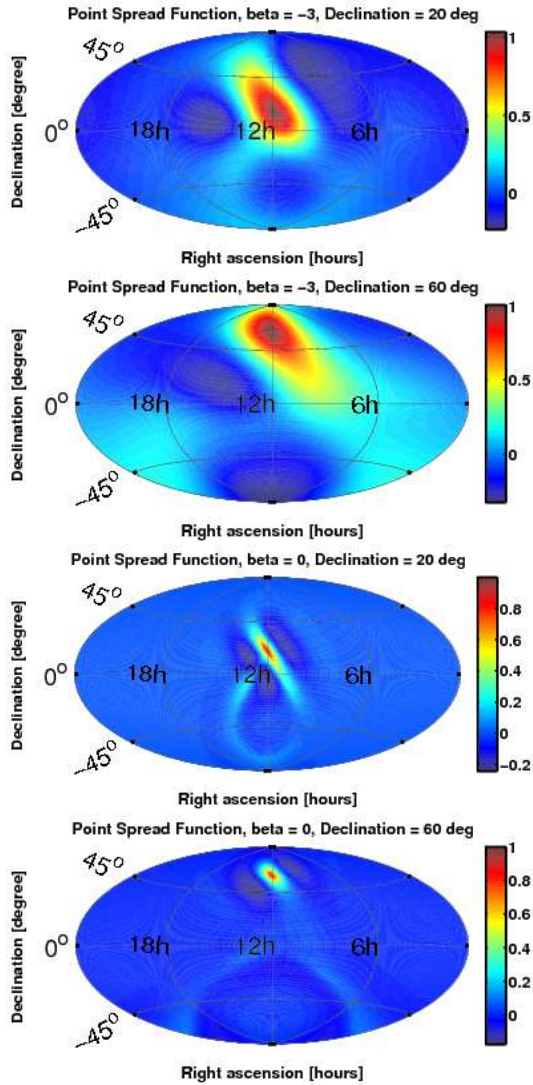 Point Spread Function, beta = −3, Declination = 20 deg
Declination [degree]
45°
0°
−45°
18h
12h
6h
1
0.5
0
Right ascension [hours]
Point Spread Function, beta = −3, Declination = 60 deg
Declination [degree]
45°
0°
−45°
18h
12h
6h
1
0.5
0
Right ascension [hours]
Point Spread Function, beta = 0, Declination = 20 deg
Declination [degree]
45°
0°
−45°
18h
12h
6h
0.8
0.6
0.4
0.2
0
−0.2
Right ascension [hours]
Point Spread Function, beta = 0, Declination = 60 deg
Declination [degree]
45°
0°
−45°
18h
12h
6h
1
0.8
0.6
0.4
0.2
0
Right ascension [hours]